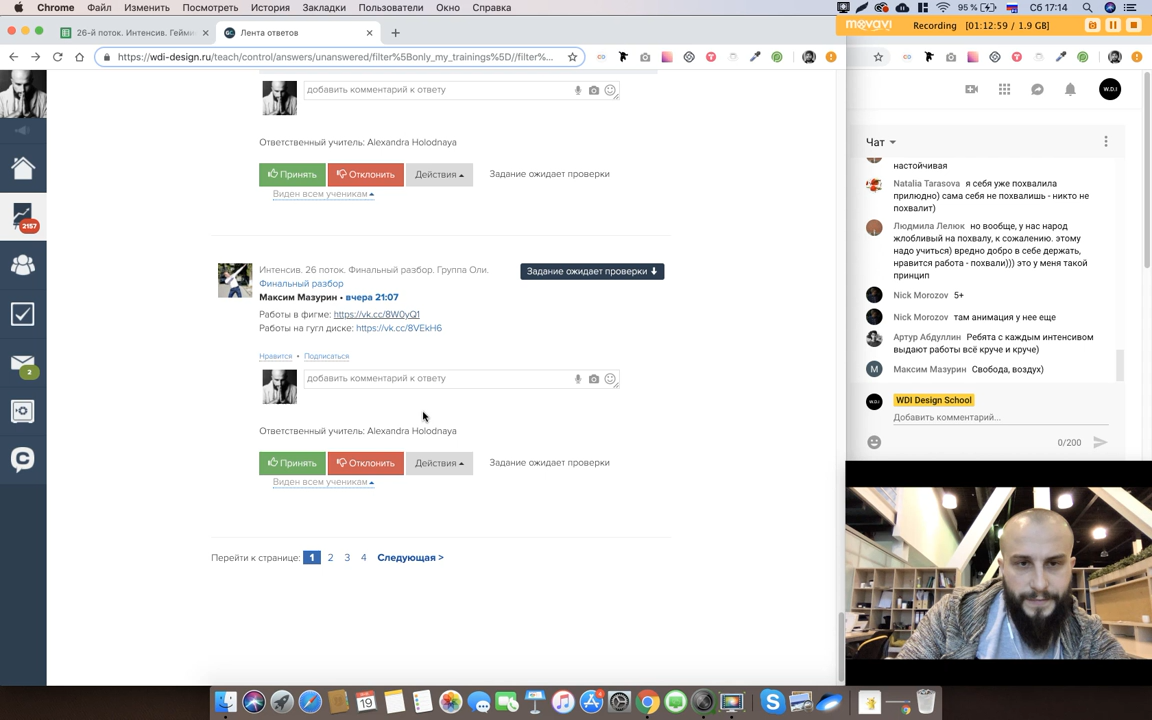 Chrome Файл Изменить Посмотреть История Закладки Пользователи Окно Справка
95 % Сб 17:14
movavi Recording (1:12:59 / 1.9 GB)
26-й поток. Интенсив. Гейми
Лента ответов
https://wdi-design.ru/teach/control/answers/unanswered/filter%5Bonly_my_trainings%5D//filter%...
добавить комментарий к ответу
Ответственный учитель: Alexandra Holodnaya
Принять Отклонить Действия Задание ожидает проверки
Виден всем ученикам
Интенсив. 26 поток. Финальный разбор. Группа Оли.
Задание ожидает проверки
Финальный разбор
Максим Мазурин • вчера 21:07
Работы в фигме: https://vk.cc/8W0yQ1
Работы на гугл диске: https://vk.cc/8VEkH6
Нравится • Подписаться
добавить комментарий к ответу
Ответственный учитель: Alexandra Holodnaya
Принять Отклонить Действия Задание ожидает проверки
Виден всем ученикам
Перейти к странице: 1 2 3 4 Следующая >
2157
2
W.D.I
Чат
настойчивая
Natalia Tarasova я себя уже похвалила
прилюдно) сама себя не похвалишь - никто не
похвалит)
Людмила Лелюк но вообще, у нас народ
жлобливый на похвалу, к сожалению. этому
надо учиться) вредно добро в себе держать,
нравится работа - похвали))) это у меня такой
принцип
Nick Morozov 5+
Nick Morozov там анимация у нее еще
Артур Абдуллин Ребята с каждым интенсивом
выдают работы всё круче и круче)
М Максим Мазурин Свобода, воздух)
W.D.I WDI Design School
Добавить комментарий...
0/200
19